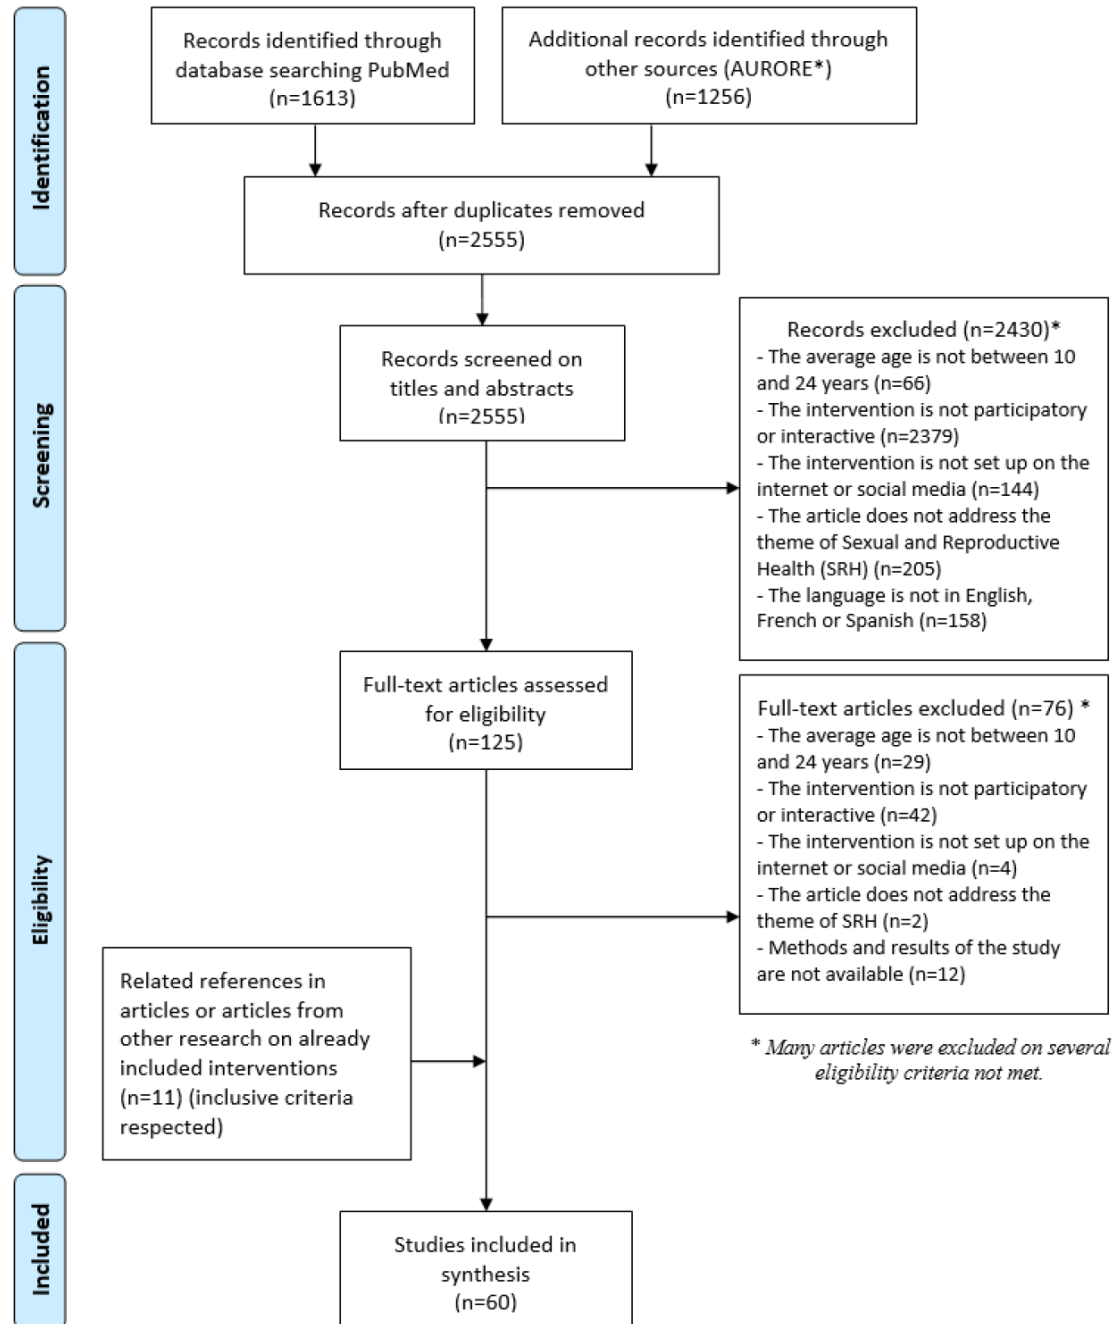 Identification
Records identified through
database searching PubMed
(n=1613)
Additional records identified through
other sources (AURORE*)
(n=1256)
Records after duplicates removed
(n=2555)
Screening
Records screened on
titles and abstracts
(n=2555)
Records excluded (n=2430)*
- The average age is not between 10
and 24 years (n=66)
- The intervention is not participatory
or interactive (n=2379)
- The intervention is not set up on the
internet or social media (n=144)
- The article does not address the
theme of Sexual and Reproductive
Health (SRH) (n=205)
- The language is not in English,
French or Spanish (n=158)
Eligibility
Full-text articles assessed
for eligibility
(n=125)
Full-text articles excluded (n=76) *
- The average age is not between 10
and 24 years (n=29)
- The intervention is not participatory
or interactive (n=42)
- The intervention is not set up on the
internet or social media (n=4)
- The article does not address the
theme of SRH (n=2)
- Methods and results of the study
are not available (n=12)
Related references in
articles or articles from
other research on already
included interventions
(n=11) (inclusive criteria
respected)
* Many articles were excluded on several
eligibility criteria not met.
Included
Studies included in
synthesis
(n=60)